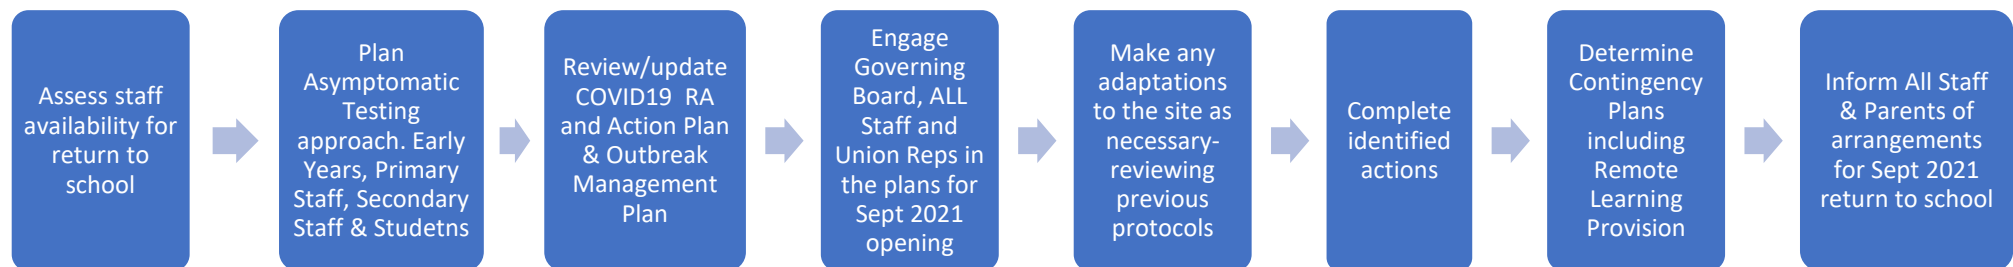 Assess staff
availability for
return to
school
Plan
Asymptomatic
Testing
approach. Early
Years, Primary
Staff, Secondary
Staff & Studetns
Review/update
COVID19  RA
and Action Plan
& Outbreak
Management
Plan
Engage
Governing
Board, ALL
Staff and
Union Reps in
the plans for
Sept 2021
opening
Make any
adaptations
to the site as
necessary-
reviewing
previous
protocols
Complete
identified
actions
Determine
Contingency
Plans
including
Remote
Learning
Provision
Inform All Staff
& Parents of
arrangements
for Sept 2021
return to school